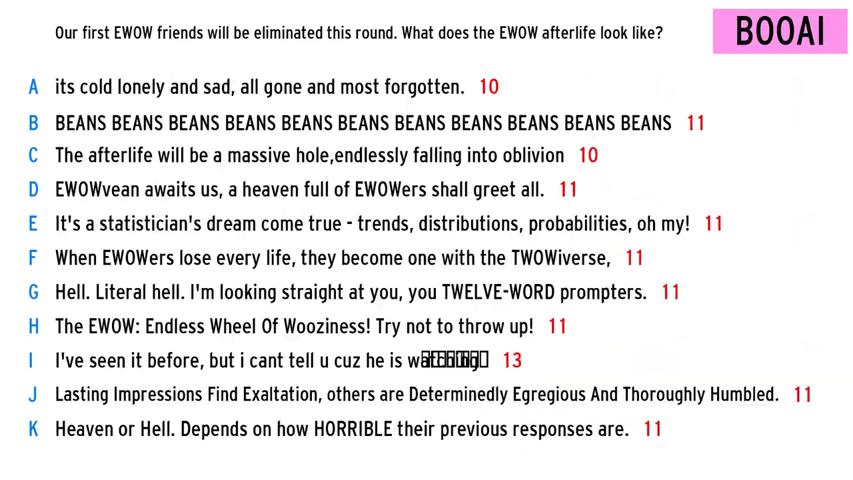 Our first EWOW friends will be eliminated this round. What does the EWOW afterlife look like?
BOOAI
A its cold lonely and sad, all gone and most forgotten. 10
B BEANS BEANS BEANS BEANS BEANS BEANS BEANS BEANS BEANS BEANS BEANS 11
C The afterlife will be a massive hole,endlessly falling into oblivion 10
D EWOWvean awaits us, a heaven full of EWOWers shall greet all. 11
E It's a statistician's dream come true - trends, distributions, probabilities, oh my! 11
F When EWOWers lose every life, they become one with the TWOWiverse, 11
G Hell. Literal hell. I'm looking straight at you, you TWELVE-WORD prompters. 11
H The EWOW: Endless Wheel Of Wooziness! Try not to throw up! 11
I I've seen it before, but i cant tell u cuz he is 13
J Lasting Impressions Find Exaltation, others are Determinedly Egregious And Thoroughly Humbled. 11
K Heaven or Hell. Depends on how HORRIBLE their previous responses are. 11